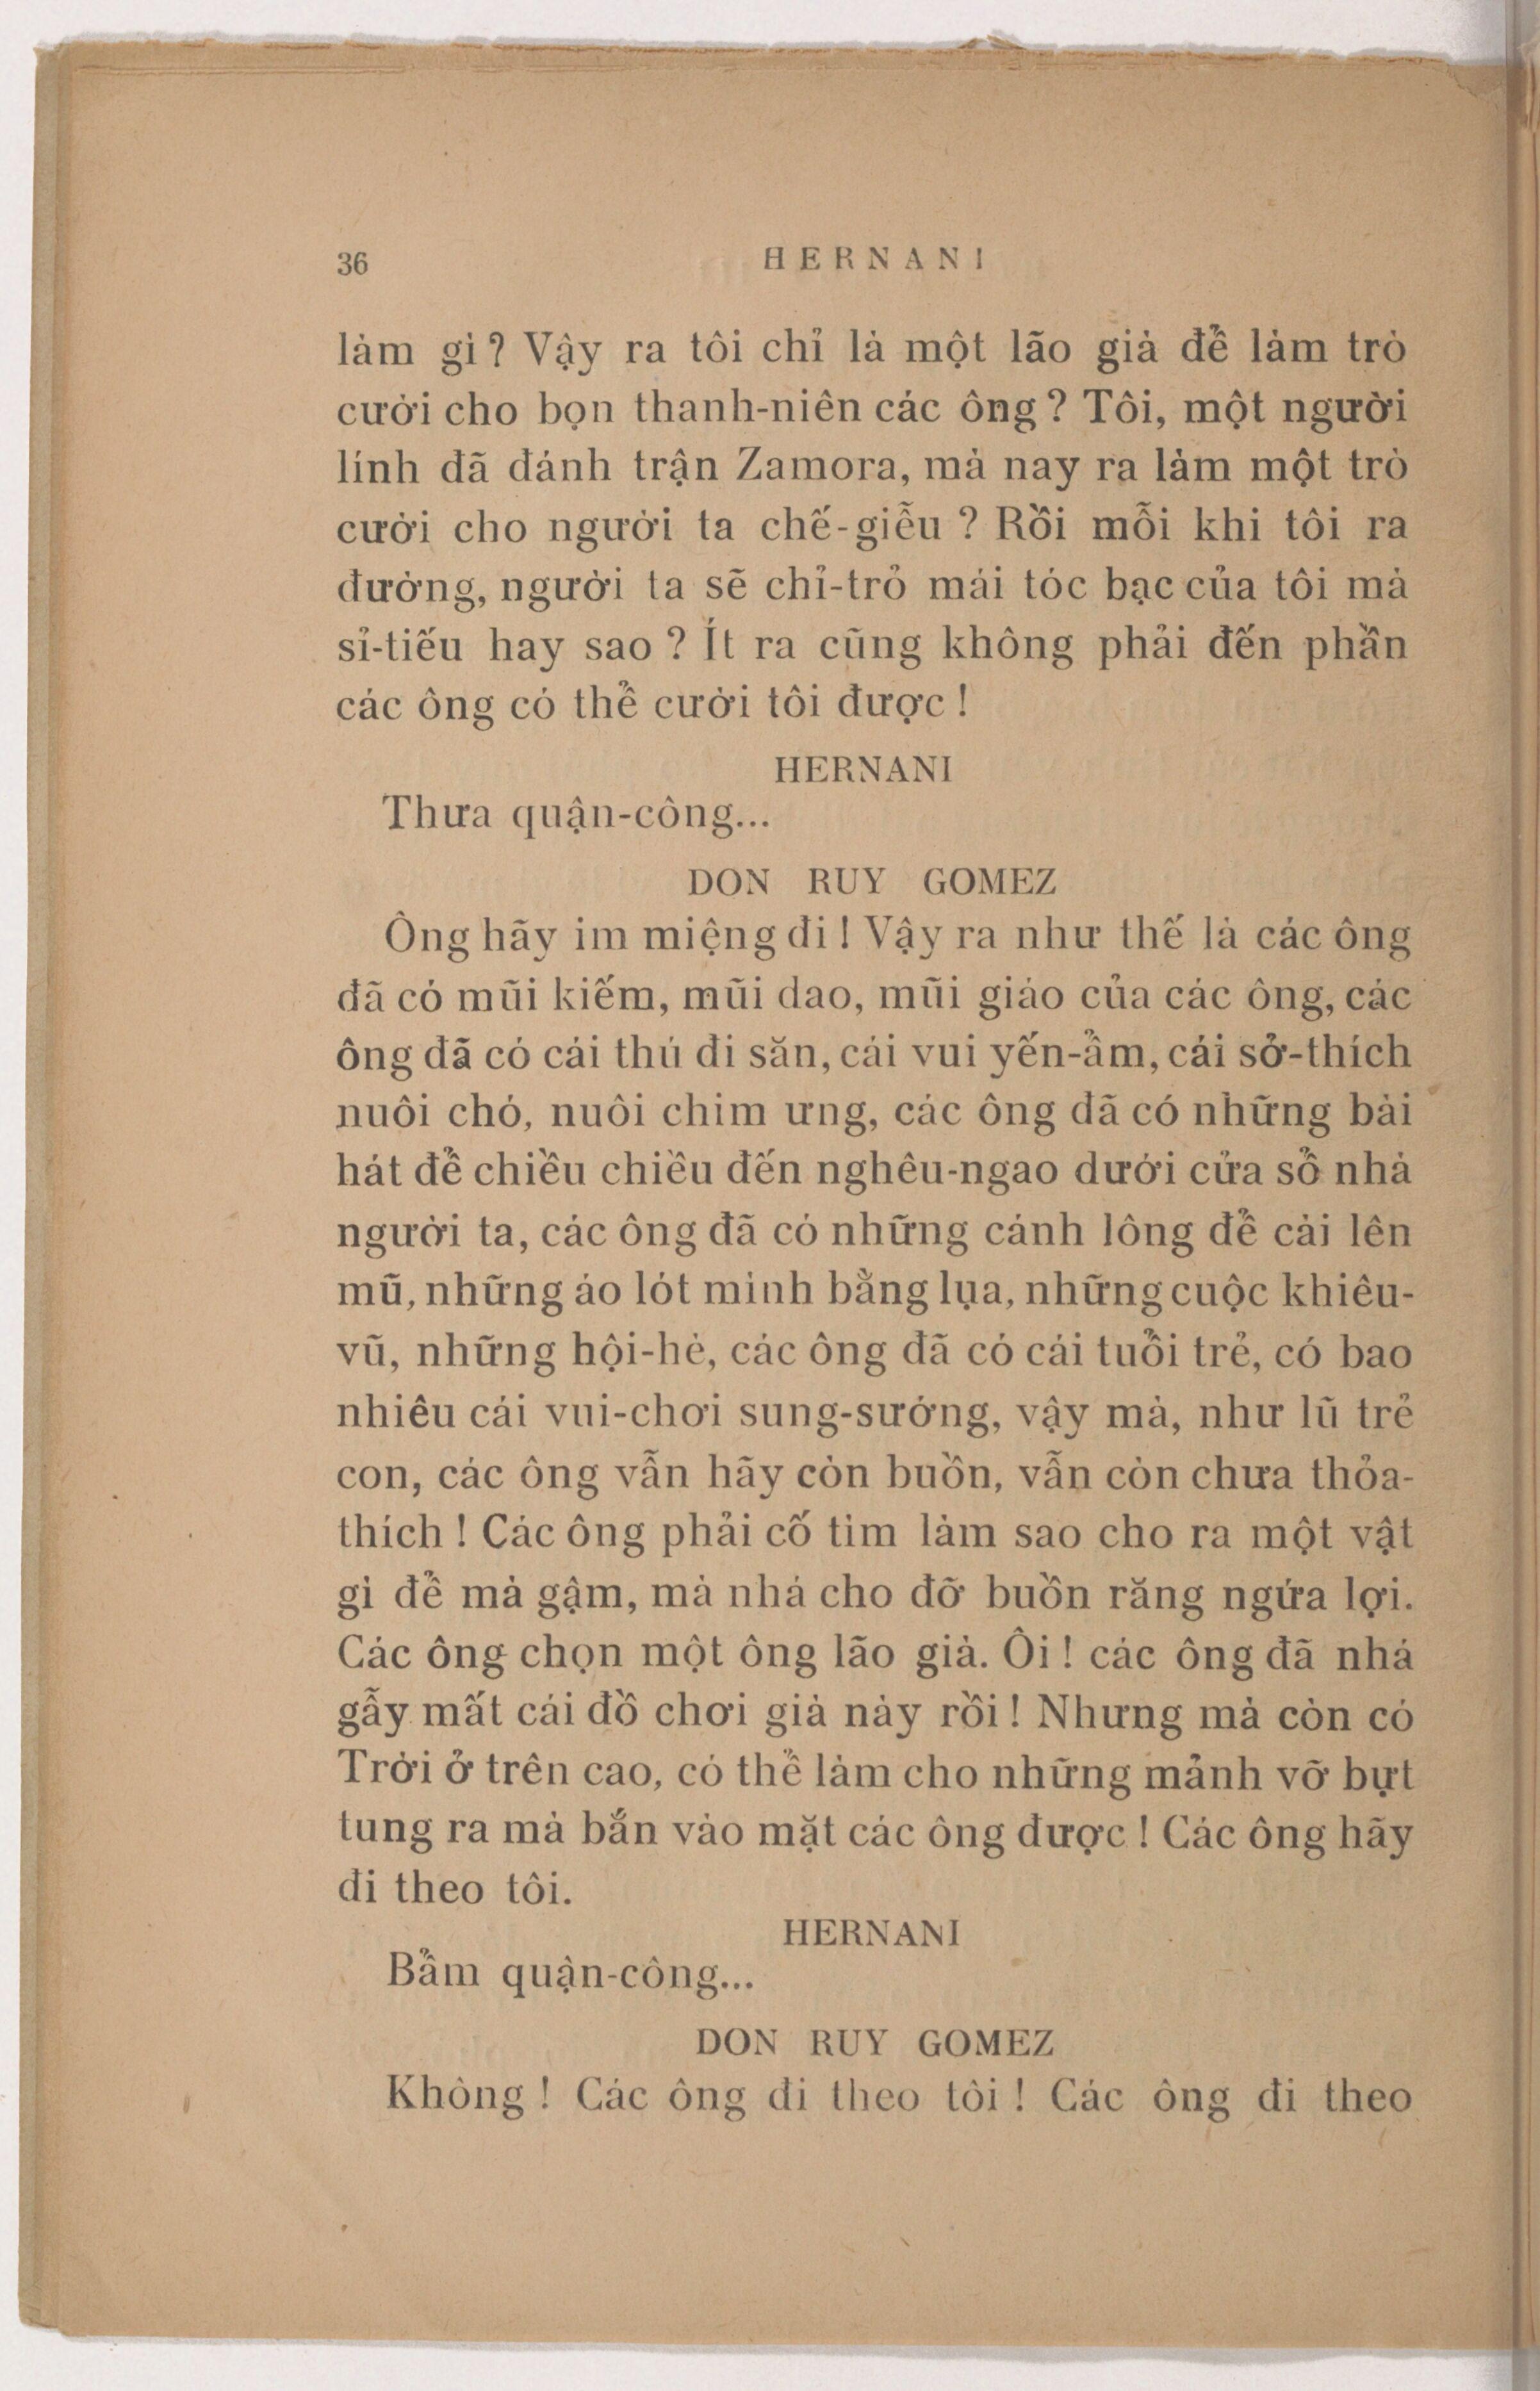 36
HERNANI
làm gì? Vậy ra tôi chỉ là một lão già để làm trò
cười cho bọn thanh-niên các ông? Tôi, một người
lính đã đánh trận Zamora, mà nay ra làm một trò
cười cho người ta chế-giễu ? Rồi mỗi khi tôi ra
đường, người ta sẽ chỉ-trỏ mái tóc bạc của tôi mà
sỉ-tiếu hay sao ? Ít ra cũng không phải đến phần
các ông có thể cười tôi được !
HERNANI
Thưa quận-công...
DON RUY GOMEZ
Ông hãy im miệng đi ! Vậy ra như thế là các ông
đã có mũi kiếm, mũi dao, mũi giáo của các ông, các
ông đã có cái thú đi săn, cái vui yến-ẩm, cái sở-thích
nuôi chó, nuôi chim ưng, các ông đã có những bài
hát để chiều chiều đến nghêu-ngao dưới cửa sổ nhà
người ta, các ông đã có những cánh lông để cài lên
mũ, những áo lót mình bằng lụa, những cuộc khiêu-
vũ, những hội-hè, các ông đã có cái tuổi trẻ, có bao
nhiêu cái vui-chơi sung-sướng, vậy mà, như lũ trẻ
con, các ông vẫn hãy còn buồn, vẫn còn chưa thỏa-
thích ! Các ông phải cố tìm làm sao cho ra một vật
gì để mà gậm, mà nhá cho đỡ buồn răng ngứa lợi.
Các ông chọn một ông lão già. Ôi ! các ông đã nhá
gẫy mất cái đồ chơi già này rồi ! Nhưng mà còn có
Trời ở trên cao, có thể làm cho những mảnh vỡ bựt
tung ra mà bắn vào mặt các ông được ! Các ông hãy
đi theo tôi.
HERNANI
Bẩm quận-công...
DON RUY GOMEZ
Không ! Các ông đi theo tôi ! Các ông đi theo